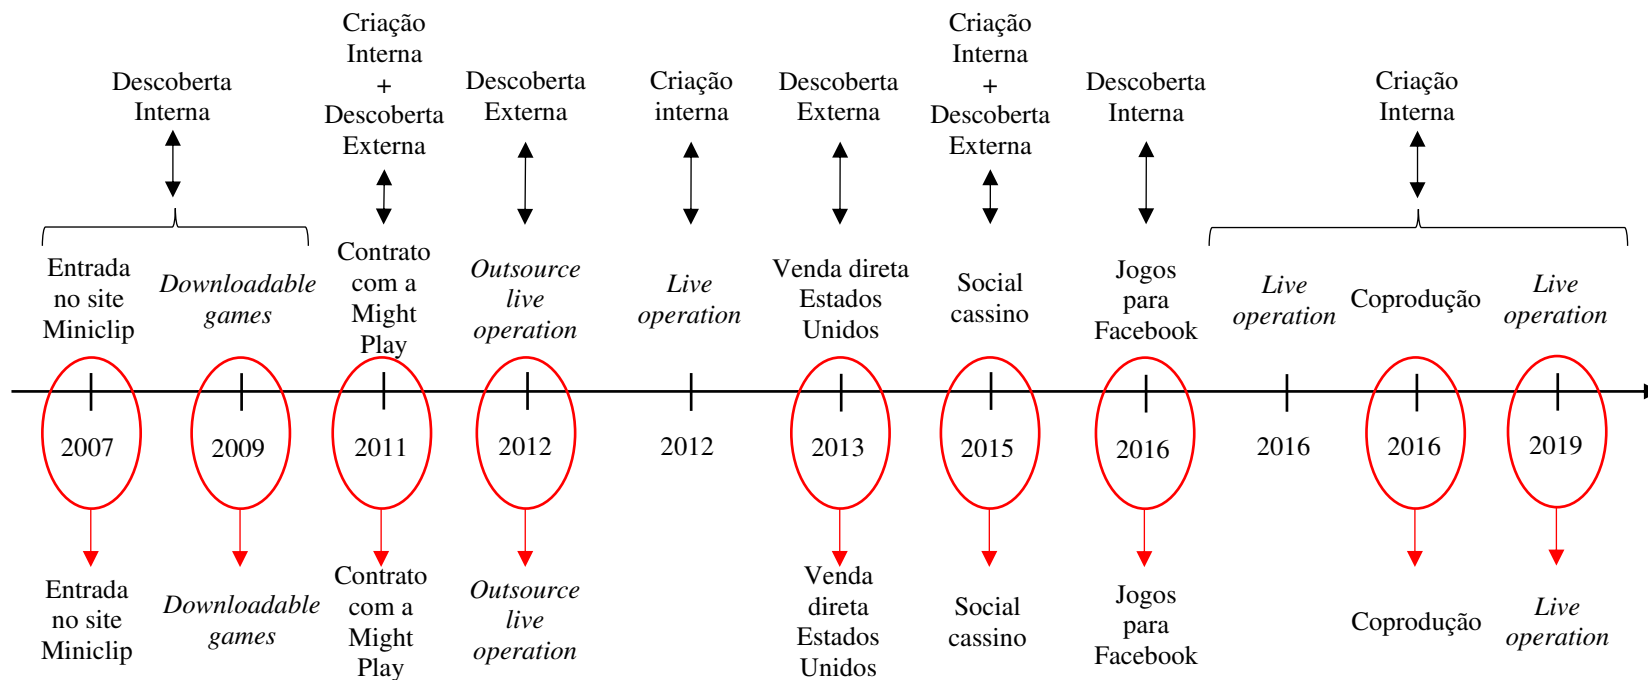 Descoberta
Interna
Criação
Interna
+
Descoberta
Externa
Descoberta
Externa
Criação
interna
Descoberta
Externa
Criação
Interna
+
Descoberta
Externa
Descoberta
Interna
Criação
Interna
Entrada
no site
Miniclip
Downloadable
games
Contrato
com a
Might
Play
Outsource
live
operation
Live
operation
Venda direta
Estados
Unidos
Social
cassino
Jogos
para
Facebook
Live
operation
Coprodução
Live
operation
2007
2009
2011
2012
2012
2013
2015
2016
2016
2016
2019
Entrada
no site
Miniclip
Downloadable
games
Contrato
com a
Might
Play
Outsource
live
operation
Venda
direta
Estados
Unidos
Social
cassino
Jogos
para
Facebook
Coprodução
Live
operation